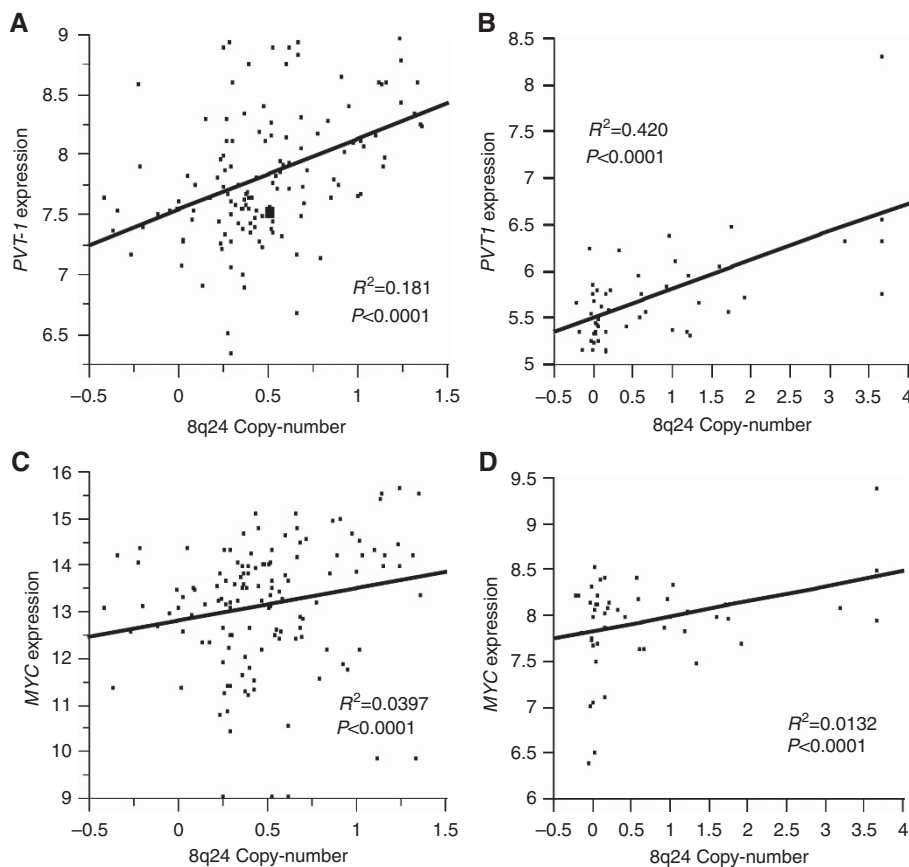 A
9
8.5
8
7.5
7
6.5
PVT-1 expression
R²=0.181
P<0.0001
–0.5 0 0.5 1 1.5
8q24 Copy-number
B
8.5
8
7.5
7
6.5
6
5.5
5
PVT1 expression
R²=0.420
P<0.0001
–0.5 0 0.5 1 1.5 2 2.5 3 3.5 4
8q24 Copy-number
C
16
15
14
13
12
11
10
9
MYC expression
R²=0.0397
P<0.0001
0 0.5 1 1.5
–0.5
8q24 Copy-number
D
9.5
9
8.5
8
7.5
7
6.5
6
MYC expression
R²=0.0132
P<0.0001
–0.5 0 0.5 1 1.5 2 2.5 3 3.5 4
8q24 Copy-number